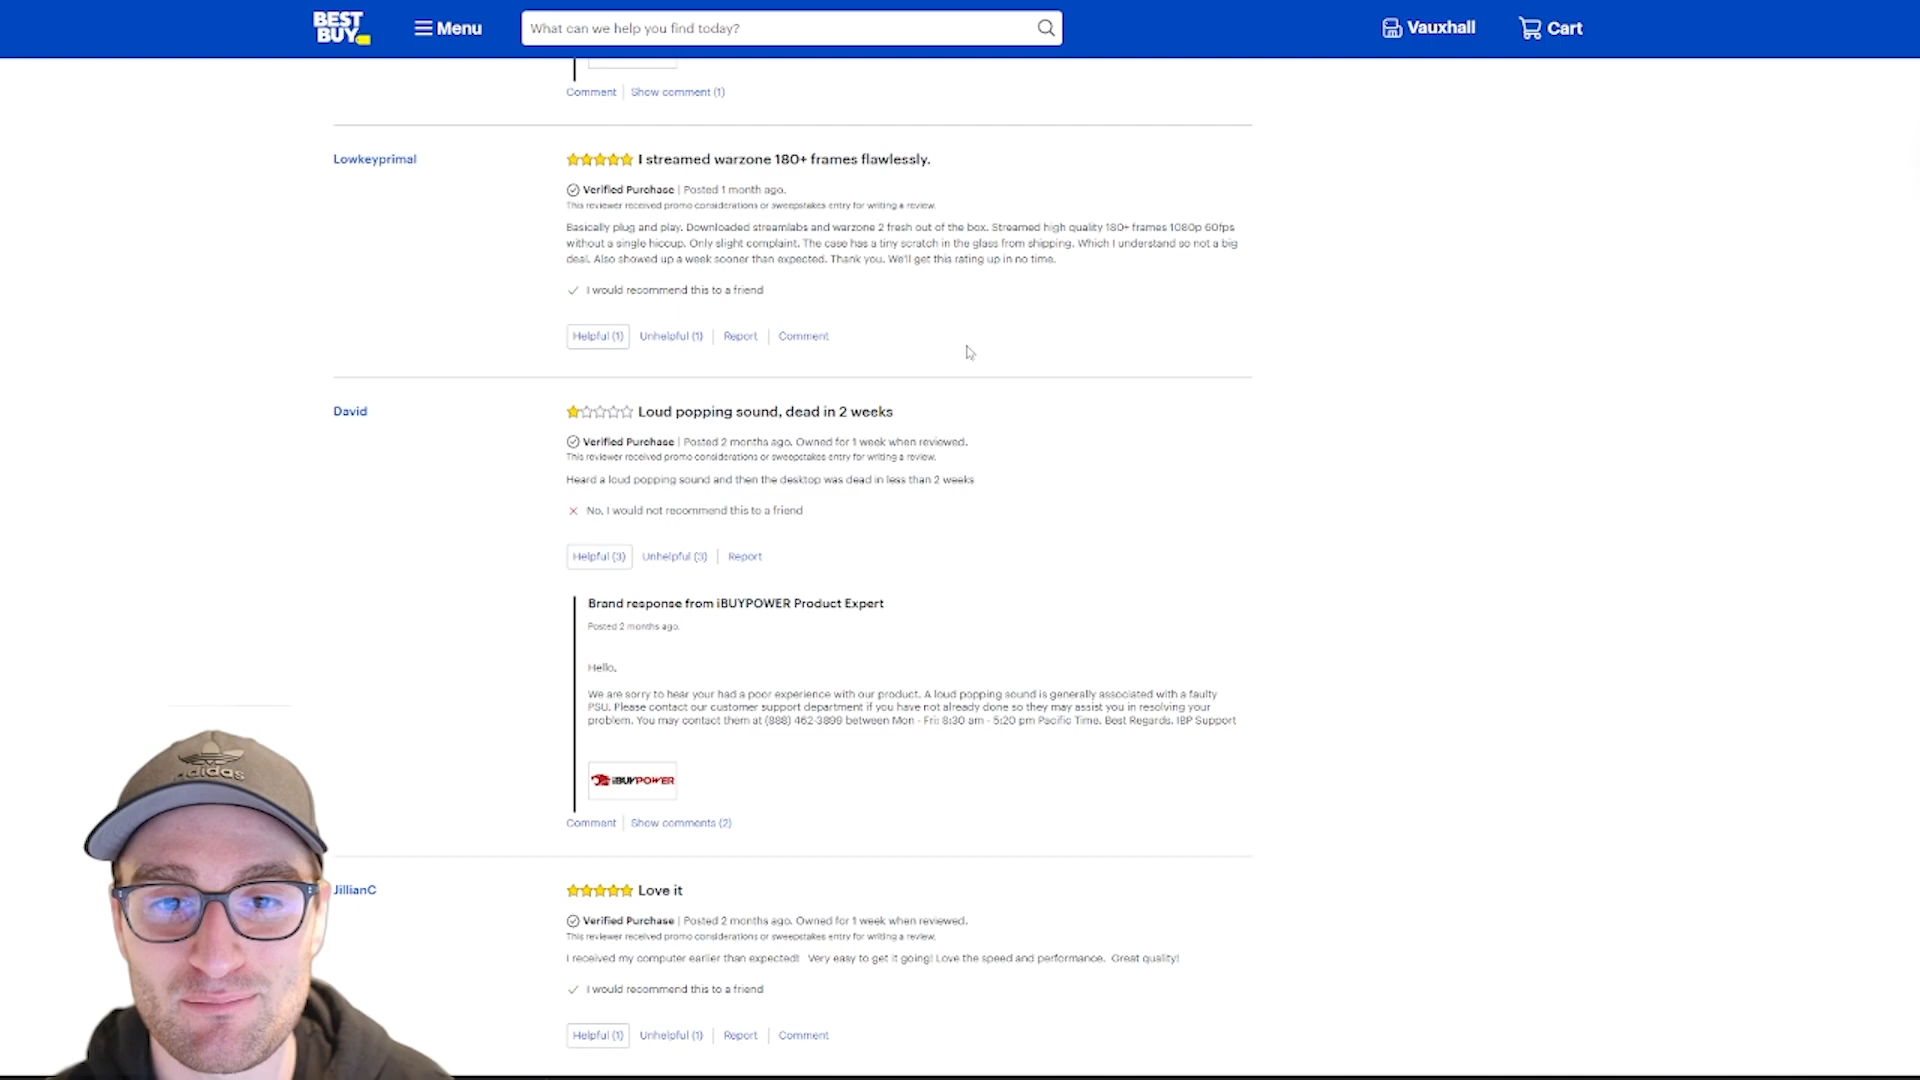 BEST
BUY
Menu
What can we help you find today?
Vauxhall
Cart
Comment
Show comment (1)
Lowkeyprimal
I streamed warzone 180+ frames flawlessly.
Verified Purchase | Posted 1 month ago.
This reviewer received promo considerations or sweepstakes entry for writing a review.
Basically plug and play. Downloaded streamlabs and warzone 2 fresh out of the box. Streamed high quality 180+ frames 1080p 60fps
without a single hiccup. Only slight complaint. The case has a tiny scratch in the glass from shipping. Which I understand so not a big
deal. Also showed up a week sooner than expected. Thank you. We'll get this rating up in no time.
I would recommend this to a friend
Helpful (1)
Unhelpful (1)
Report
Comment
David
Loud popping sound, dead in 2 weeks
Verified Purchase | Posted 2 months ago. Owned for 1 week when reviewed.
This reviewer received promo considerations or sweepstakes entry for writing a review.
Heard a loud popping sound and then the desktop was dead in less than 2 weeks
No, I would not recommend this to a friend
Helpful (3)
Unhelpful (3)
Report
Brand response from iBUYPOWER Product Expert
Posted 2 months ago.
Hello,
We are sorry to hear your had a poor experience with our product. A loud popping sound is generally associated with a faulty
PSU. Please contact our customer support department if you have not already done so they may assist you in resolving your
problem. You may contact them at (888) 462-3899 between Mon - Fri: 8:30 am - 5:20 pm Pacific Time. Best Regards, IBP Support
iBUYPOWER
Comment
Show comments (2)
adidas
JillianC
Love it
Verified Purchase | Posted 2 months ago. Owned for 1 week when reviewed.
This reviewer received promo considerations or sweepstakes entry for writing a review.
I received my computer earlier than expected! Very easy to get it going! Love the speed and performance. Great quality!
I would recommend this to a friend
Helpful (1)
Unhelpful (1)
Report
Comment